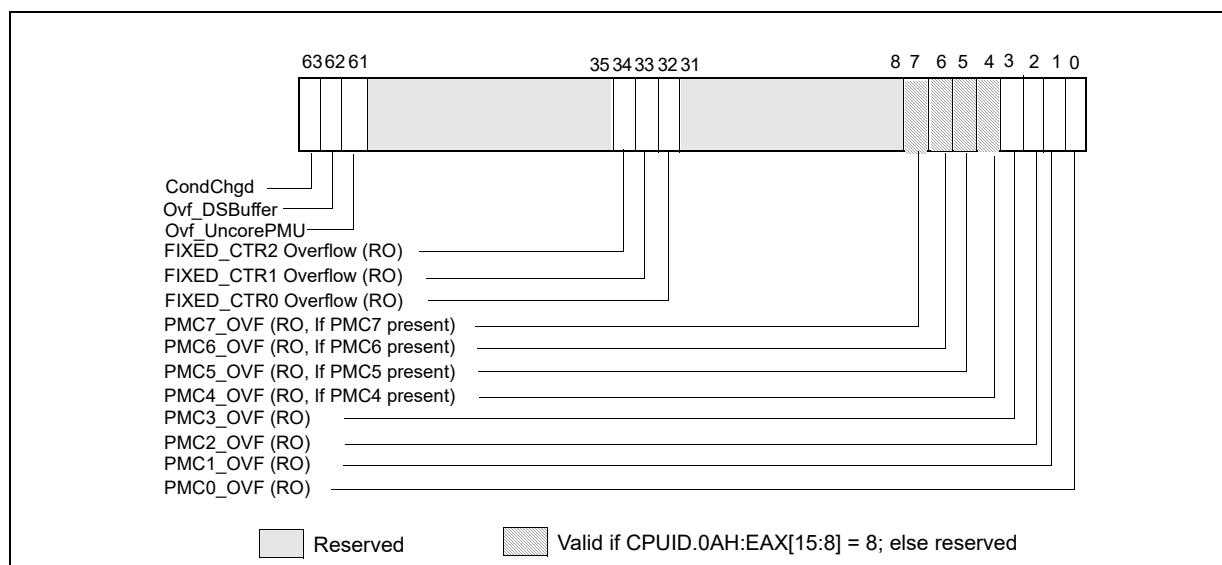 63 62 61 35 34 33 32 31 8 7 6 5 4 3 2 1 0
CondChgd
Ovf_DSBuffer
Ovf_UncorePMU
FIXED_CTR2 Overflow (RO)
FIXED_CTR1 Overflow (RO)
FIXED_CTR0 Overflow (RO)
PMC7_OVF (RO, If PMC7 present)
PMC6_OVF (RO, If PMC6 present)
PMC5_OVF (RO, If PMC5 present)
PMC4_OVF (RO, If PMC4 present)
PMC3_OVF (RO)
PMC2_OVF (RO)
PMC1_OVF (RO)
PMC0_OVF (RO)
Reserved Valid if CPUID.0AH:EAX[15:8] = 8; else reserved